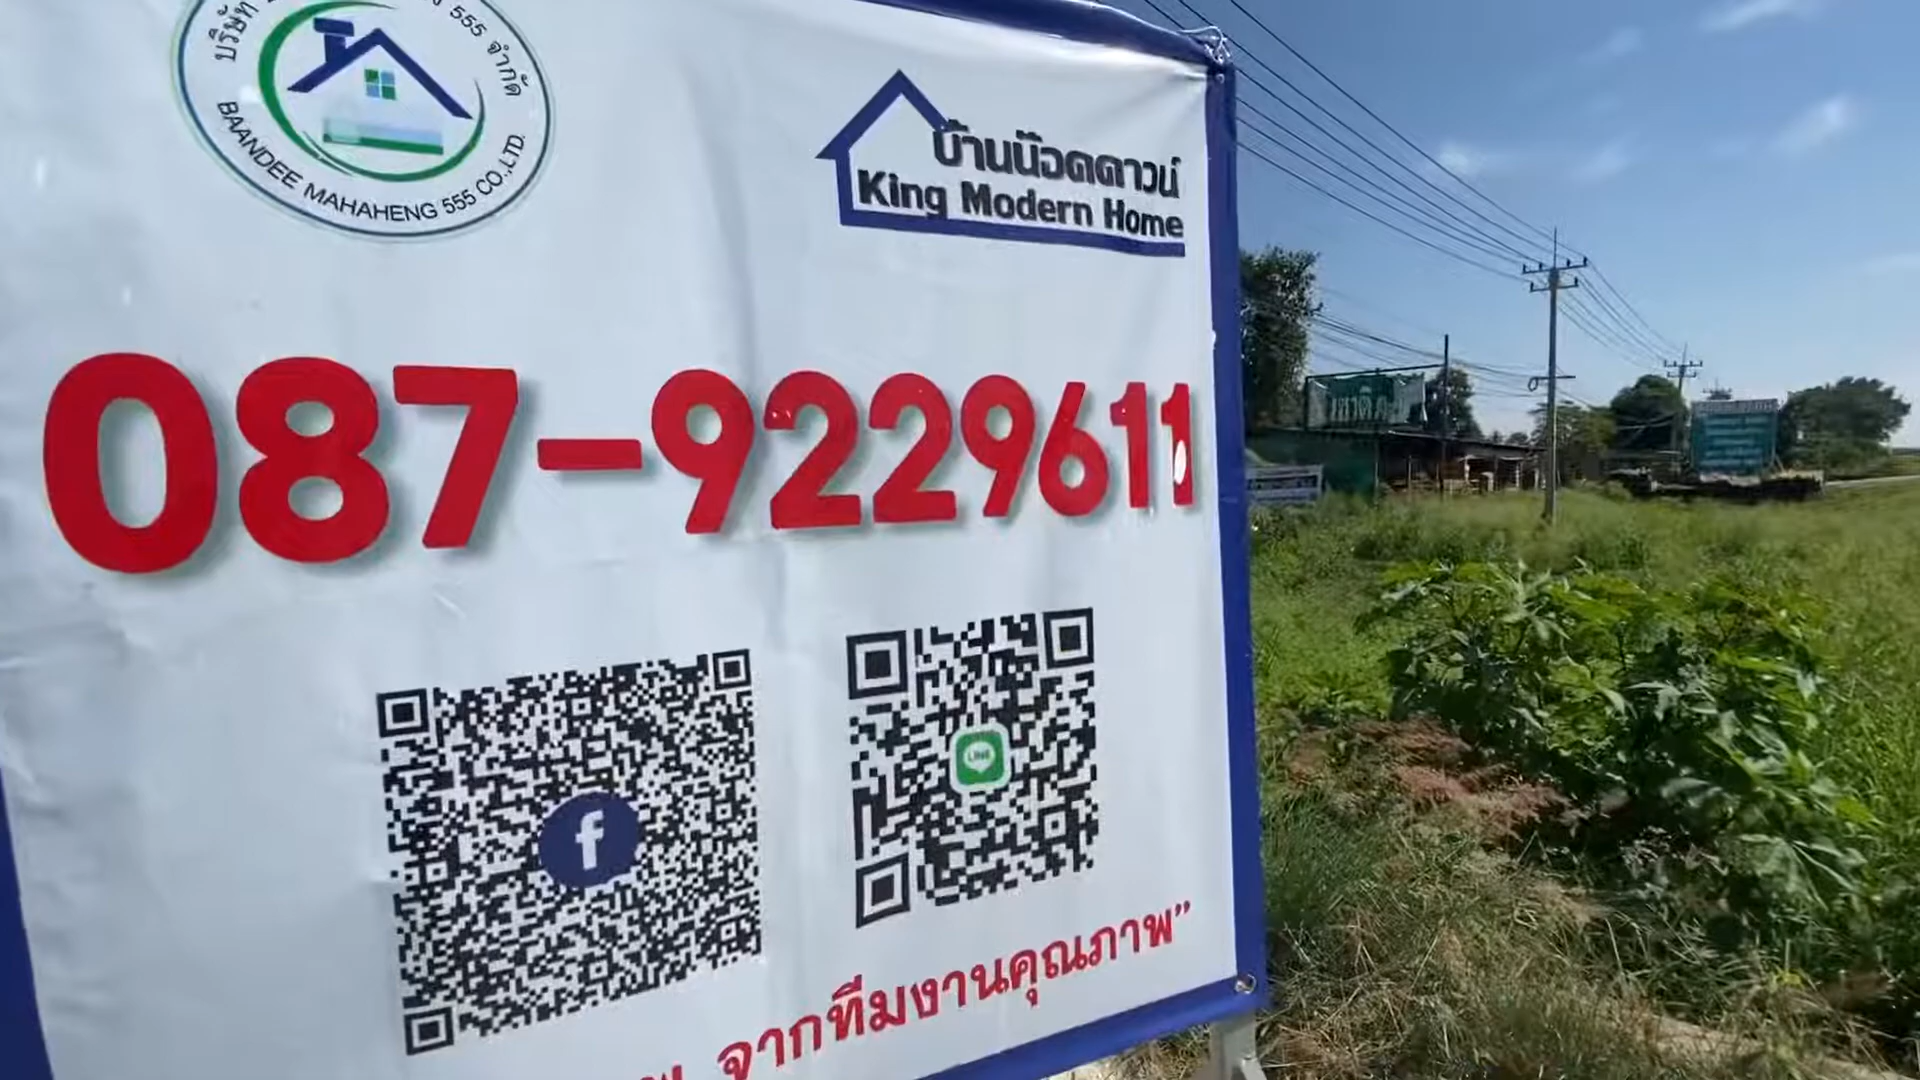 บริษัท
555 จำกัด
BAANDEE MAHAHENG 555 CO.,LTD.
บ้านน๊อคดาวน์
King Modern Home
087-9229611
f
LINE
จากทีมงานคุณภาพ”